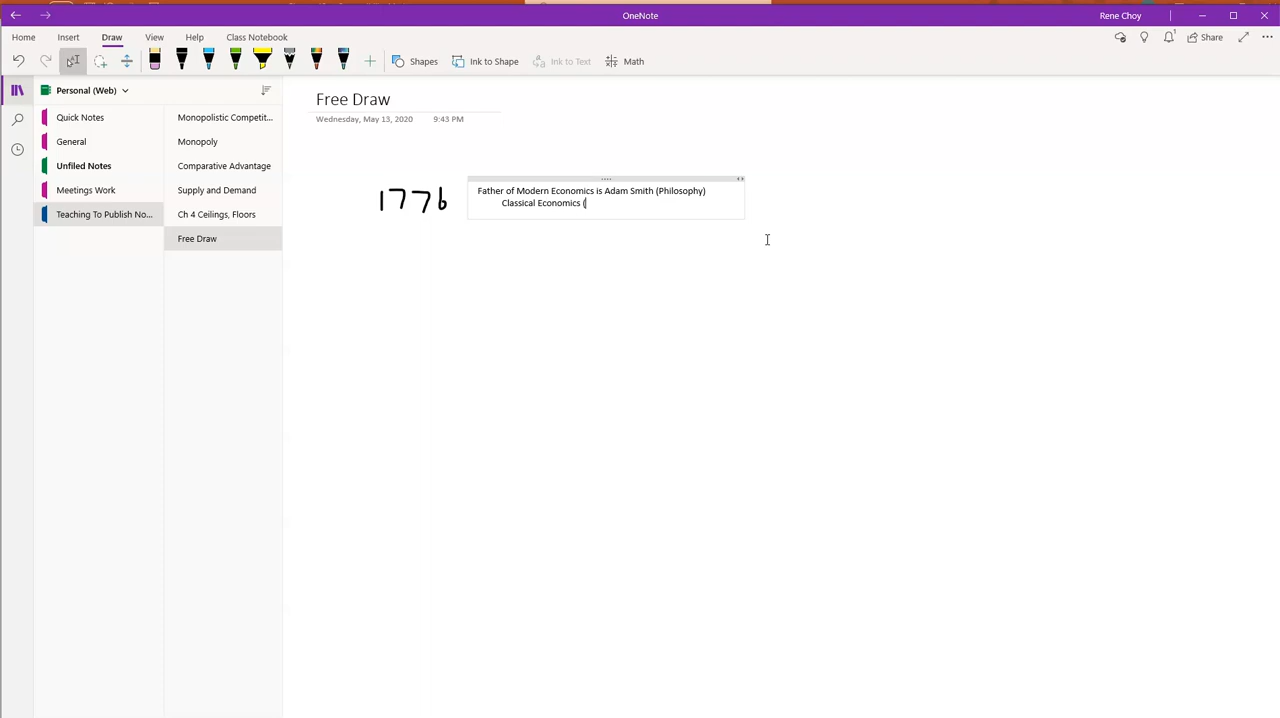 OneNote
Rene Choy
Home Insert Draw View Help Class Notebook
Share
Shapes Ink to Shape Ink to Text Math
Personal (Web)
Free Draw
Wednesday, May 13, 2020 9:43 PM
Quick Notes
General
Unfiled Notes
Meetings Work
Teaching To Publish No...
Monopolistic Competit...
Monopoly
Comparative Advantage
Supply and Demand
Ch 4 Ceilings, Floors
Free Draw
1776
Father of Modern Economics is Adam Smith (Philosophy)
Classical Economics (